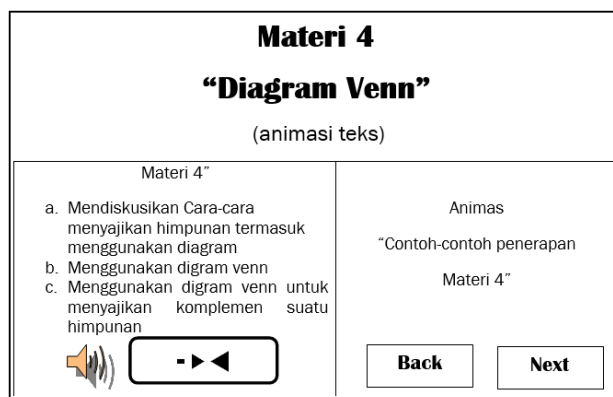 Materi 4
“Diagram Venn”
(animasi teks)
Materi 4”
a. Mendiskusikan Cara-cara
menyajikan himpunan termasuk
menggunakan diagram
b. Menggunakan digram venn
c. Menggunakan digram venn untuk
menyajikan komplemen suatu
himpunan
Animas
“Contoh-contoh penerapan
Materi 4”
Back
Next